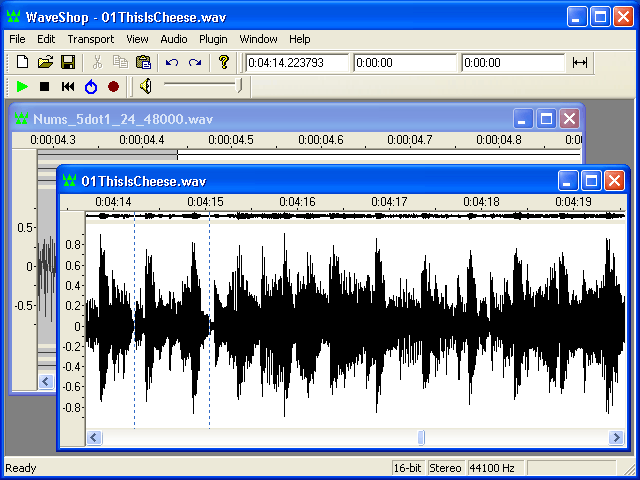 WaveShop - 01ThisIsCheese.wav
File Edit Transport View Audio Plugin Window Help
0:04:14.223793 0:00:00 0:00:00
Nums_5dot1_24_48000.wav
0:00:04.3 0:00:04.4 0:00:04.5 0:00:04.6 0:00:04.7 0:00:04.8 0:00
0.5
0
-0.5
01ThisIsCheese.wav
0:04:14 0:04:15 0:04:16 0:04:17 0:04:18 0:04:19
0.8
0.6
0.4
0.2
0
-0.2
-0.4
-0.6
-0.8
Ready 16-bit Stereo 44100 Hz